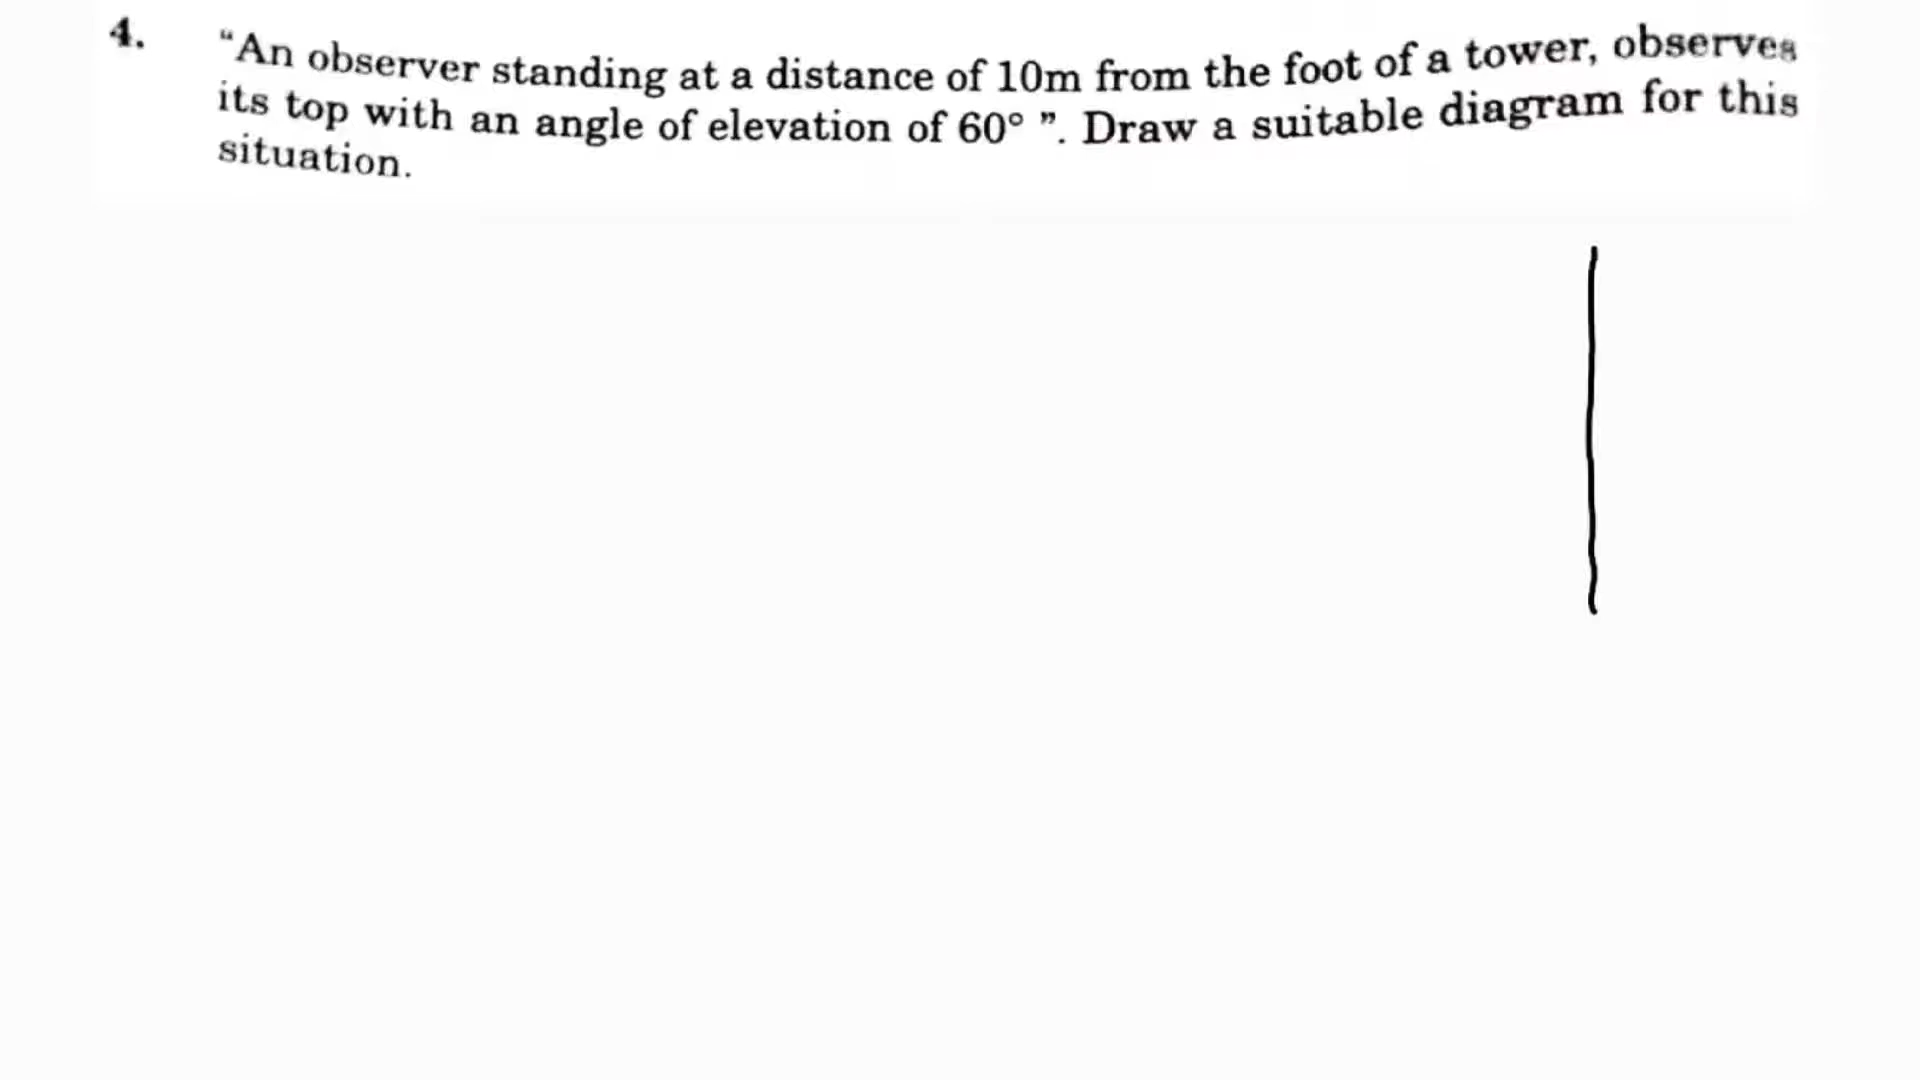 4. “An observer standing at a distance of 10m from the foot of a tower, observes
its top with an angle of elevation of 60° ”. Draw a suitable diagram for this
situation.